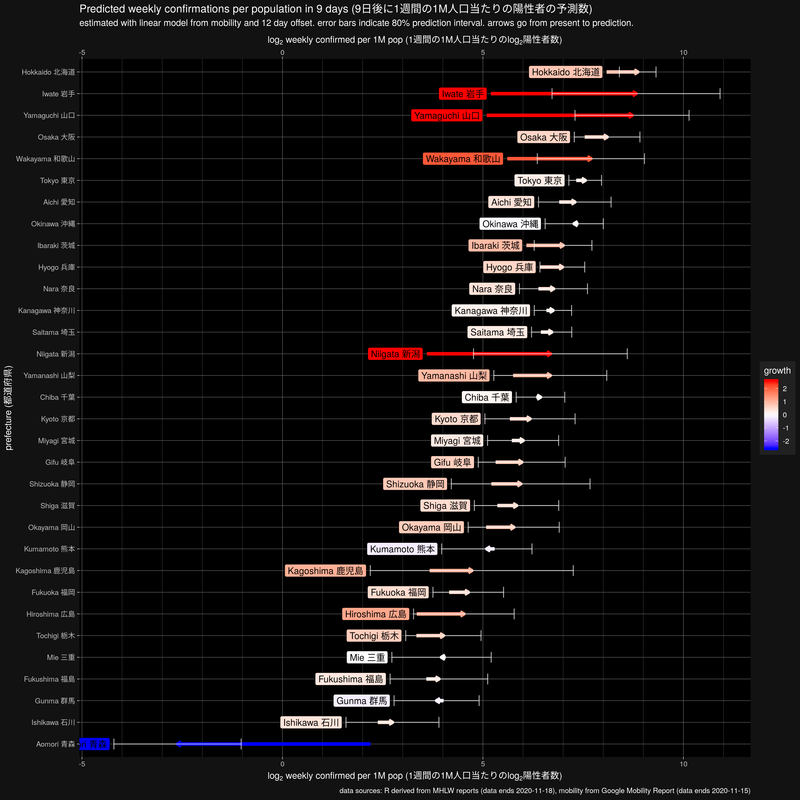 Predicted weekly confirmations per population in 9 days (9日後に1週間の1M人口当たりの陽性者の予測数)
estimated with linear model from mobility and 12 day offset. error bars indicate 80% prediction interval. arrows go from present to prediction.
log2 weekly confirmed per 1M pop (1週間の1M人口当たりのlog2陽性者数)
-5 0 5 10
Hokkaido 北海道 Hokkaido 北海道
Iwate 岩手 Iwate 岩手
Yamaguchi 山口 Yamaguchi 山口
Osaka 大阪 Osaka 大阪
Wakayama 和歌山 Wakayama 和歌山
Tokyo 東京 Tokyo 東京
Aichi 愛知 Aichi 愛知
Okinawa 沖縄 Okinawa 沖縄
Ibaraki 茨城 Ibaraki 茨城
Hyogo 兵庫 Hyogo 兵庫
Nara 奈良 Nara 奈良
Kanagawa 神奈川 Kanagawa 神奈川
Saitama 埼玉 Saitama 埼玉
Niigata 新潟 Niigata 新潟
Yamanashi 山梨 Yamanashi 山梨
Chiba 千葉 Chiba 千葉
Kyoto 京都 Kyoto 京都
Miyagi 宮城 Miyagi 宮城
Gifu 岐阜 Gifu 岐阜
Shizuoka 静岡 Shizuoka 静岡
Shiga 滋賀 Shiga 滋賀
Okayama 岡山 Okayama 岡山
Kumamoto 熊本 Kumamoto 熊本
Kagoshima 鹿児島 Kagoshima 鹿児島
Fukuoka 福岡 Fukuoka 福岡
Hiroshima 広島 Hiroshima 広島
Tochigi 栃木 Tochigi 栃木
Mie 三重 Mie 三重
Fukushima 福島 Fukushima 福島
Gunma 群馬 Gunma 群馬
Ishikawa 石川 Ishikawa 石川
Aomori 青森 青森
-5 0 5 10
log2 weekly confirmed per 1M pop (1週間の1M人口当たりのlog2陽性者数)
prefecture (都道府県)
growth
2
1
0
-1
-2
data sources: R derived from MHLW reports (data ends 2020-11-18), mobility from Google Mobility Report (data ends 2020-11-15)